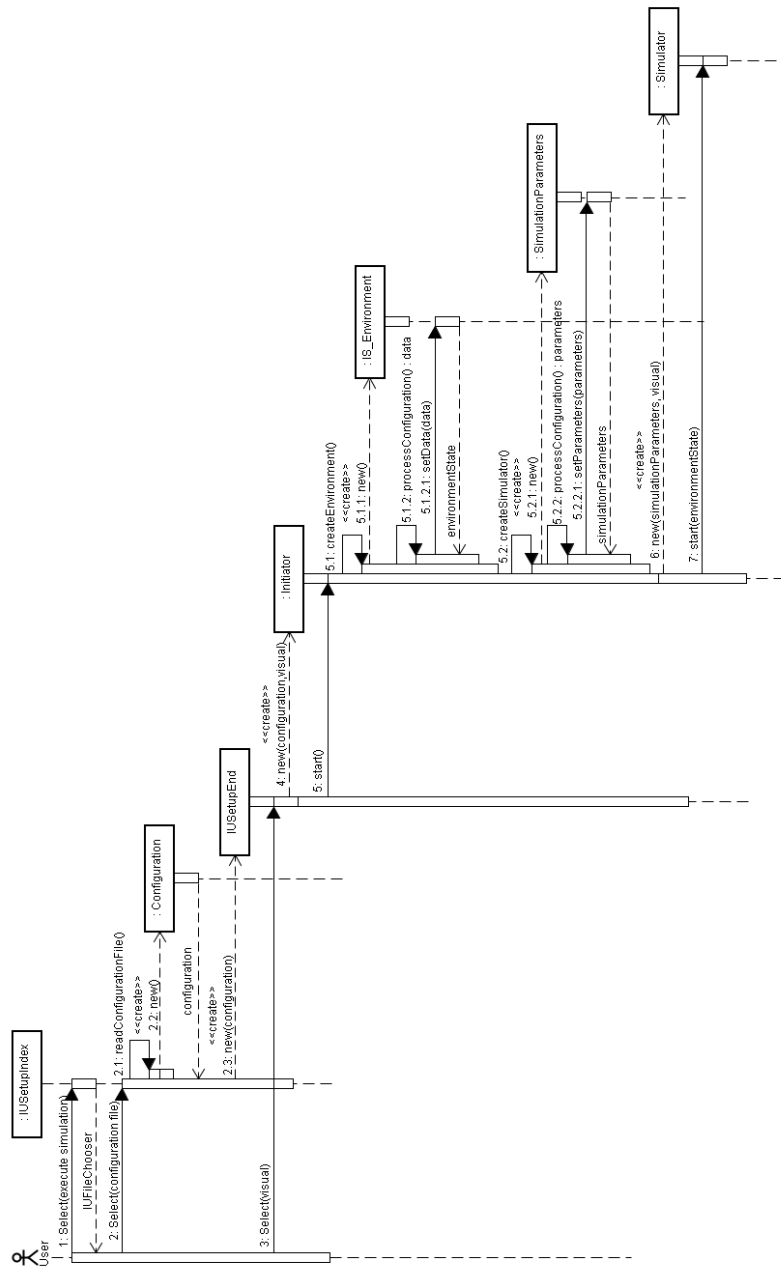 User
1: Select(execute simulation)
IUFileChooser
2: Select(configuration file)
3: Select(visual)
: IUSetupIndex
2.1: readConfigurationFile()
<<create>>
2.2: new()
configuration
<<create>>
2.3: new(configuration)
: Configuration
IUSetupEnd
<<create>>
4: new(configuration,visual)
5: start()
: Initiator
5.1: createEnvironment()
<<create>>
5.1.1: new()
5.1.2: processConfiguration() : data
5.1.2.1: setData(data)
environmentState
5.2: createSimulator()
<<create>>
5.2.1: new()
5.2.2: processConfiguration() : parameters
5.2.2.1: setParameters(parameters)
simulationParameters
<<create>>
6: new(simulationParameters, visual)
7: start(environmentState)
: IS_Environment
: SimulationParameters
: Simulator